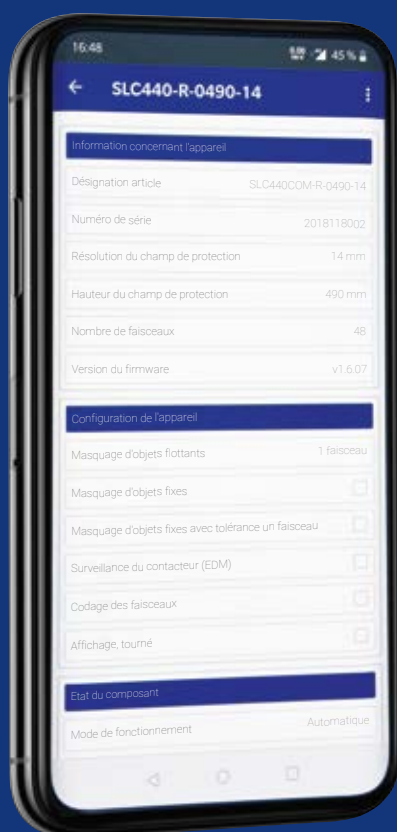 16:48
45 %
SLC440-R-0490-14
Information concernant l'appareil
Désignation article SLC440COM-R-0490-14
Numéro de série 2018118002
Résolution du champ de protection 14 mm
Hauteur du champ de protection 490 mm
Nombre de faisceaux 48
Version du firmware v1.6.07
Configuration de l'appareil
Masquage d'objets flottants 1 faisceau
Masquage d'objets fixes
Masquage d'objets fixes avec tolérance un faisceau
Surveillance du contacteur (EDM)
Codage des faisceaux
Affichage, tourné
Etat du composant
Mode de fonctionnement Automatique